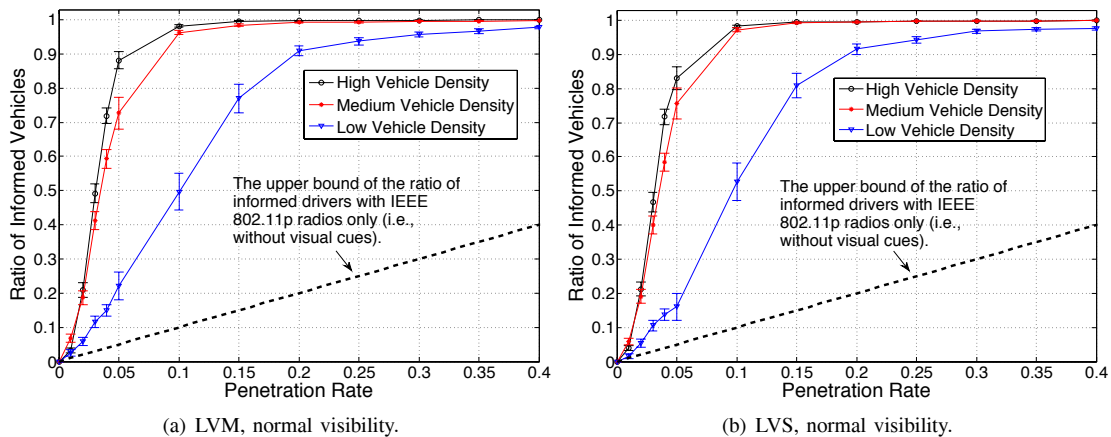 Ratio of Informed Vehicles
1
0.9
0.8
0.7
0.6
0.5
0.4
0.3
0.2
0.1
0
High Vehicle Density
Medium Vehicle Density
Low Vehicle Density
The upper bound of the ratio of
informed drivers with IEEE
802.11p radios only (i.e.,
without visual cues).
0 0.05 0.1 0.15 0.2 0.25 0.3 0.35 0.4
Penetration Rate
(a) LVM, normal visibility.
Ratio of Informed Vehicles
1
0.9
0.8
0.7
0.6
0.5
0.4
0.3
0.2
0.1
0
High Vehicle Density
Medium Vehicle Density
Low Vehicle Density
The upper bound of the ratio of
informed drivers with IEEE
802.11p radios only (i.e.,
without visual cues).
0 0.05 0.1 0.15 0.2 0.25 0.3 0.35 0.4
Penetration Rate
(b) LVS, normal visibility.